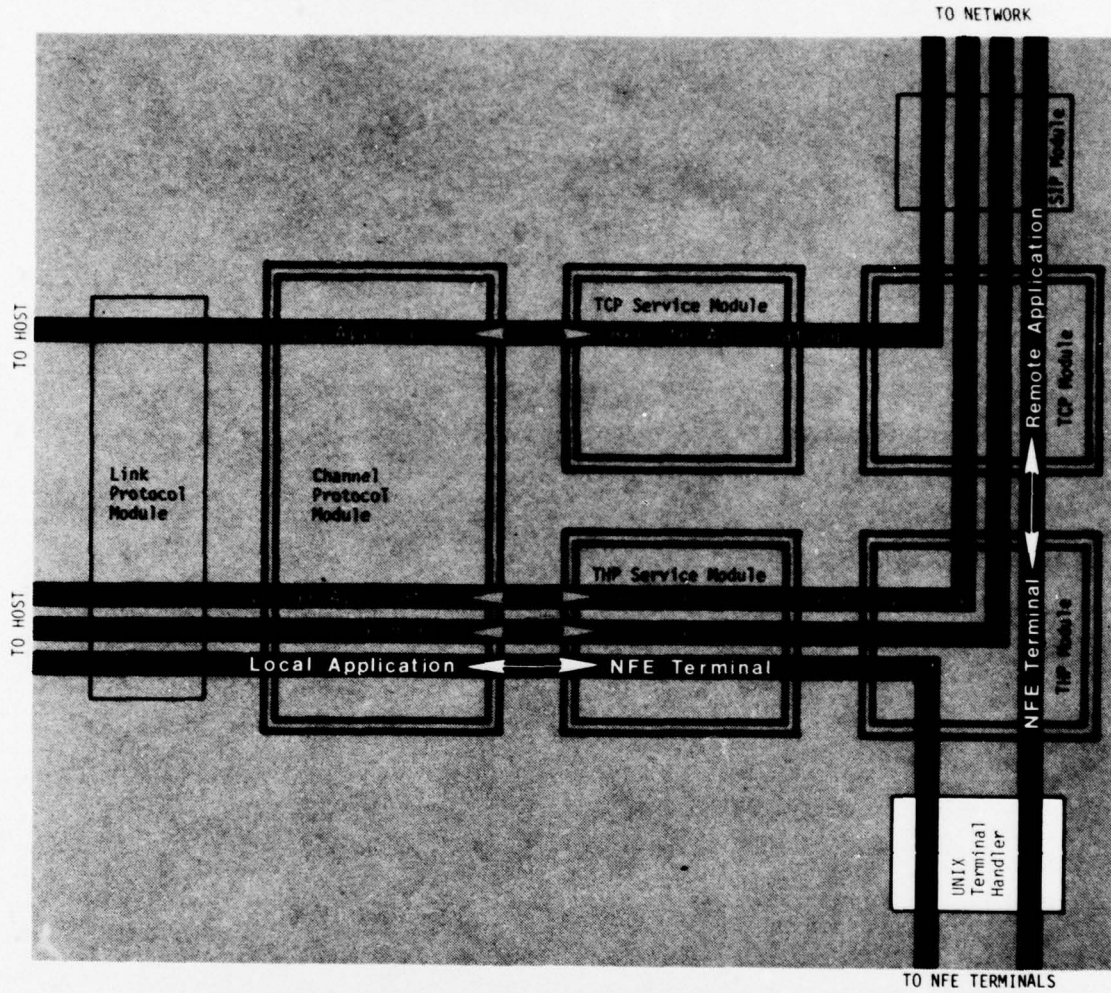 TO NETWORK
SIP Module
TO HOST
TCP Service Module
Remote Application
TCP Module
Link
Protocol
Module
Channel
Protocol
Module
THP Service Module
TO HOST
Local Application
NFE Terminal
NFE Terminal
THP Module
UNIX
Terminal
Handler
TO NFE TERMINALS